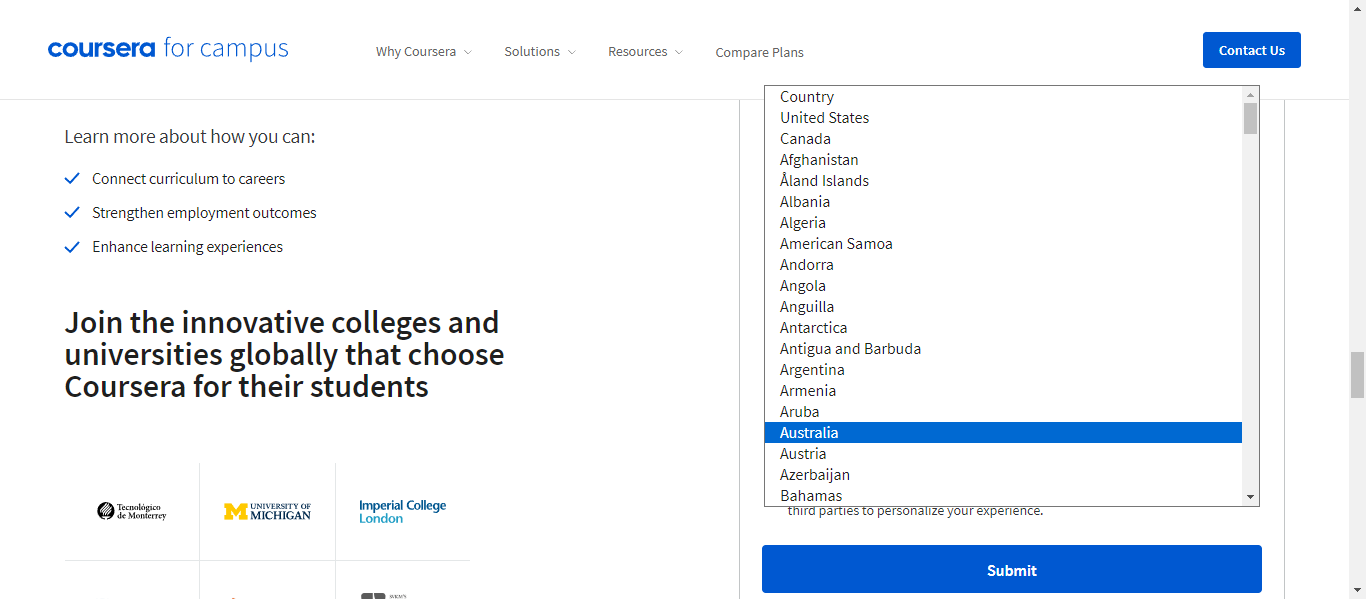 coursera for campus
Why Coursera
Solutions
Resources
Compare Plans
Contact Us
Learn more about how you can:
Connect curriculum to careers
Strengthen employment outcomes
Enhance learning experiences
Join the innovative colleges and
universities globally that choose
Coursera for their students
Tecnológico
de Monterrey
UNIVERSITY OF
MICHIGAN
Imperial College
London
Country
United States
Canada
Afghanistan
Åland Islands
Albania
Algeria
American Samoa
Andorra
Angola
Anguilla
Antarctica
Antigua and Barbuda
Argentina
Armenia
Aruba
Australia
Austria
Azerbaijan
Bahamas
third parties to personalize your experience.
Submit